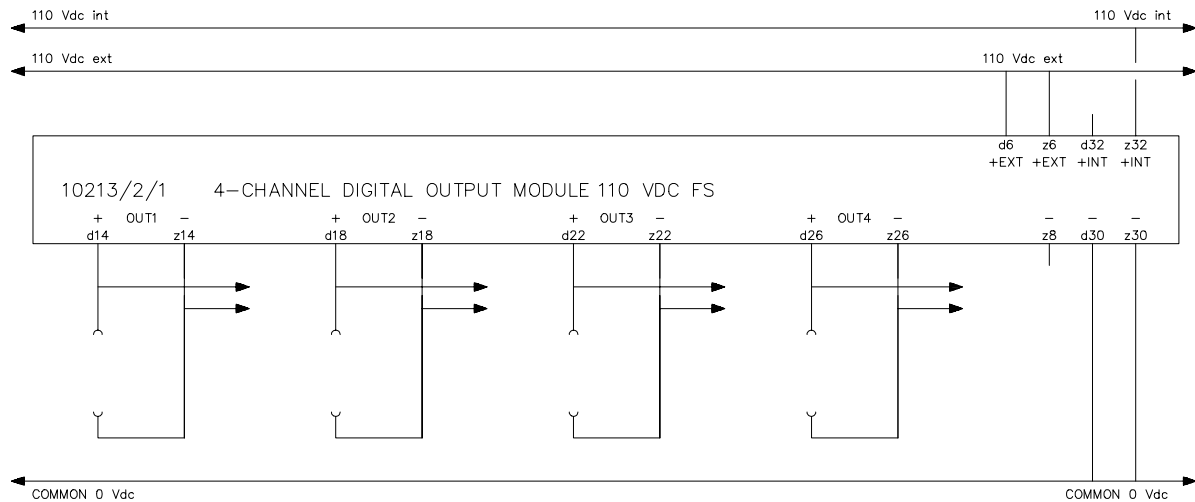 110 Vdc int 110 Vdc int
110 Vdc ext 110 Vdc ext
d6 z6 d32 z32
+EXT +EXT +INT +INT
10213/2/1 4-CHANNEL DIGITAL OUTPUT MODULE 110 VDC FS
+ OUT1 - + OUT2 - + OUT3 - + OUT4 - - - -
d14 z14 d18 z18 d22 z22 d26 z26 z8 d30 z30
COMMON 0 Vdc COMMON 0 Vdc